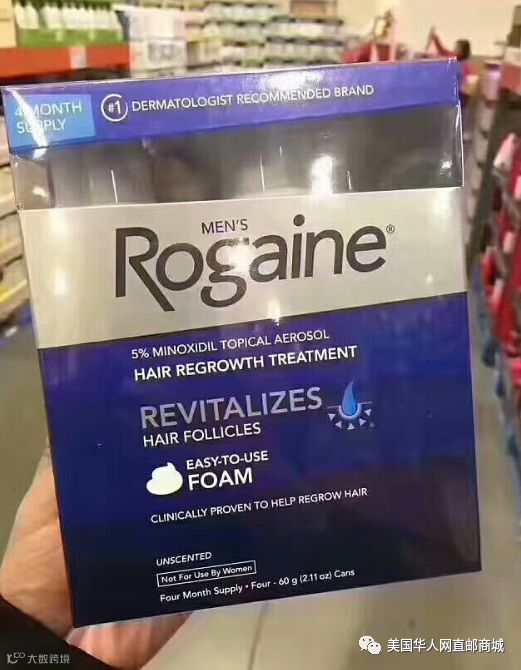 4 MONTH
SUPPLY
#1 DERMATOLOGIST RECOMMENDED BRAND
MEN'S
Rogaine®
5% MINOXIDIL TOPICAL AEROSOL
HAIR REGROWTH TREATMENT
REVITALIZES
HAIR FOLLICLES
EASY-TO-USE
FOAM
CLINICALLY PROVEN TO HELP REGROW HAIR
UNSCENTED
Not For Use By Women
Four Month Supply • Four - 60 g (2.11 oz) Cans
美国华人网直邮商城
大数跨境